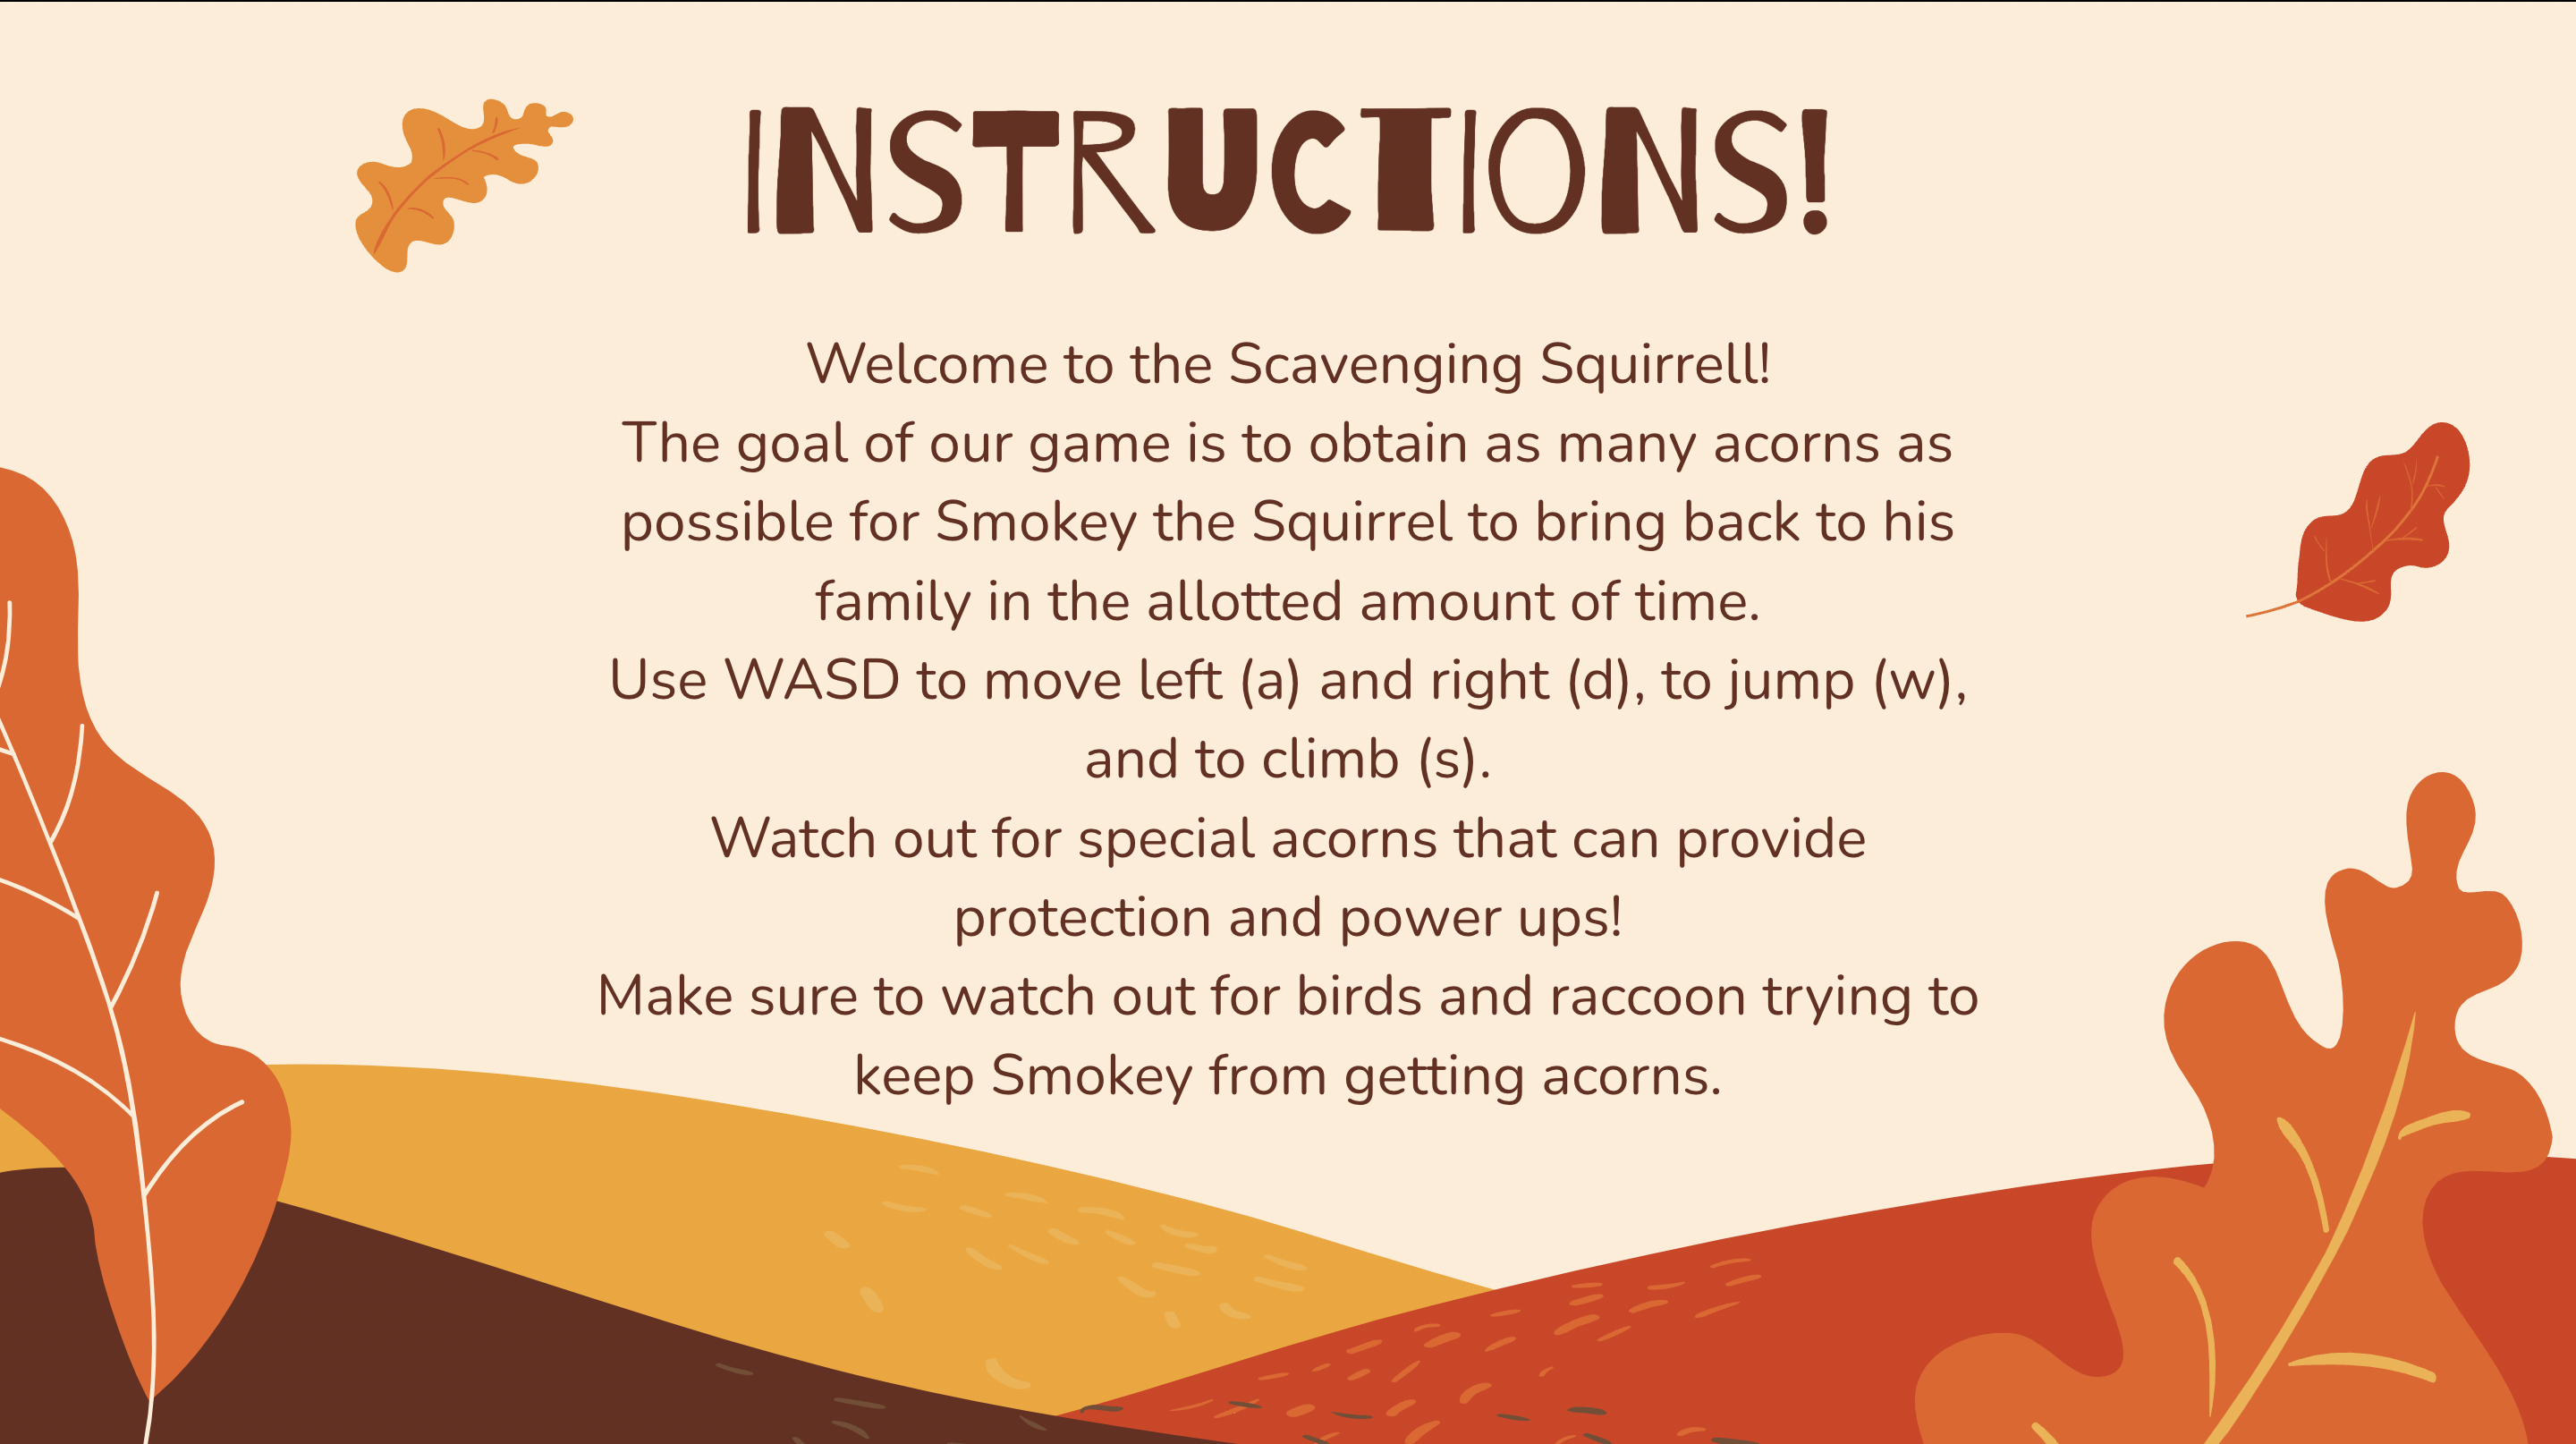 INSTRUCTIONS!
Welcome to the Scavenging Squirrell!
The goal of our game is to obtain as many acorns as
possible for Smokey the Squirrel to bring back to his
family in the allotted amount of time.
Use WASD to move left (a) and right (d), to jump (w),
and to climb (s).
Watch out for special acorns that can provide
protection and power ups!
Make sure to watch out for birds and raccoon trying to
keep Smokey from getting acorns.